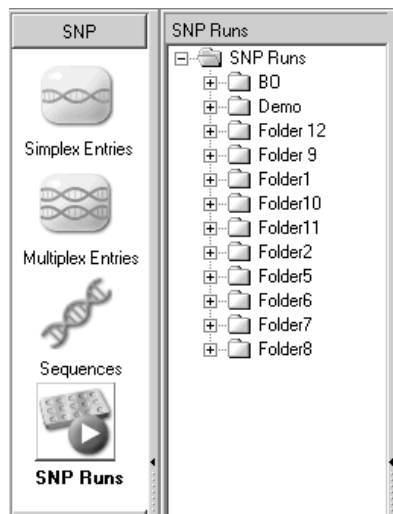 SNP
Simplex Entries
Multiplex Entries
Sequences
SNP Runs
SNP Runs
SNP Runs
BO
Demo
Folder 12
Folder 9
Folder1
Folder10
Folder11
Folder2
Folder5
Folder6
Folder7
Folder8